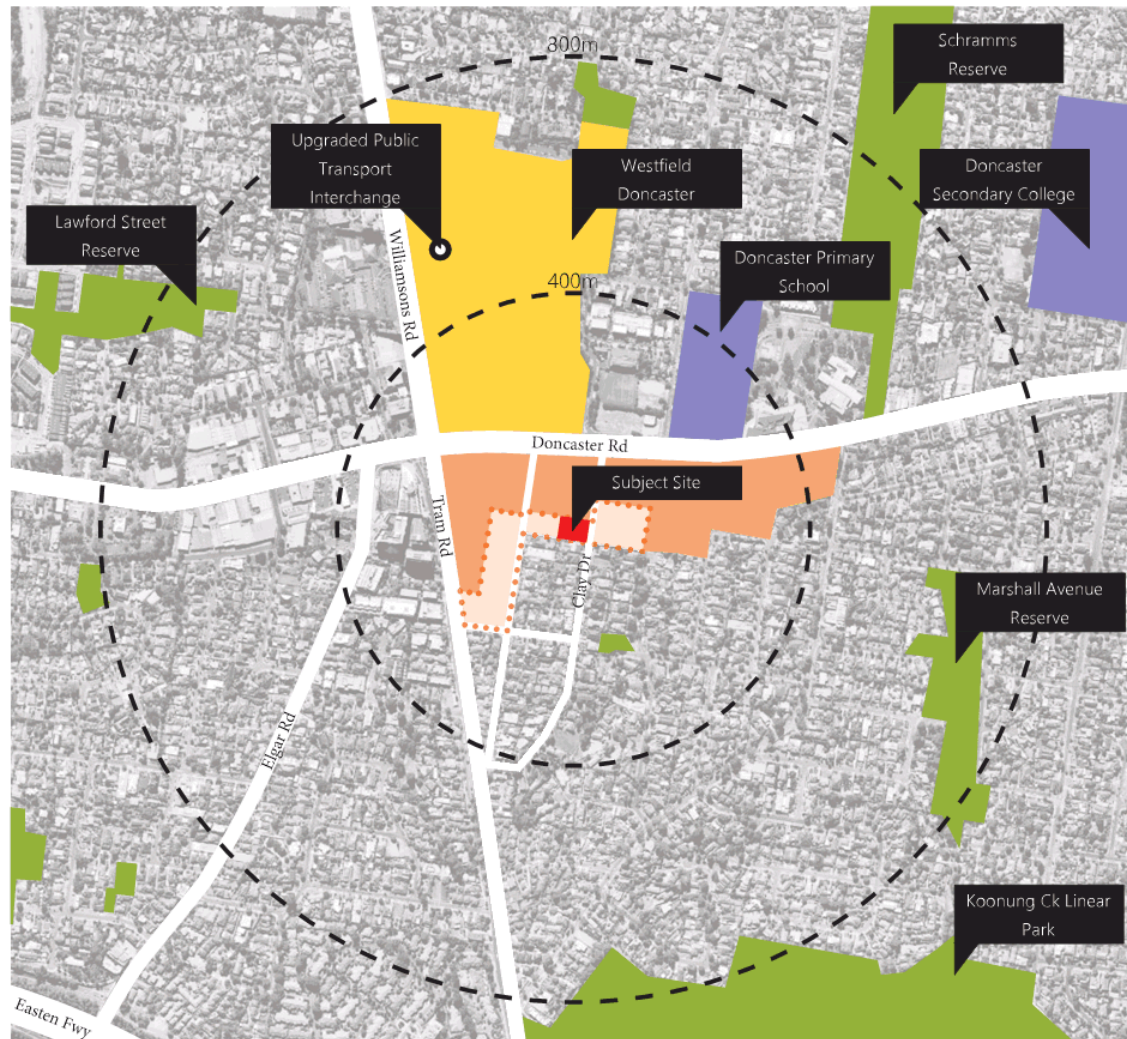 800m
Schramms
Reserve
Upgraded Public
Transport
Interchange
Westfield
Doncaster
Doncaster
Secondary College
Lawford Street
Reserve
Williamsons Rd
Doncaster Primary
School
400m
Doncaster Rd
Subject Site
Tram Rd
Clay Dr
Marshall Avenue
Reserve
Elgar Rd
Koonung Ck Linear
Park
Easten Fwy